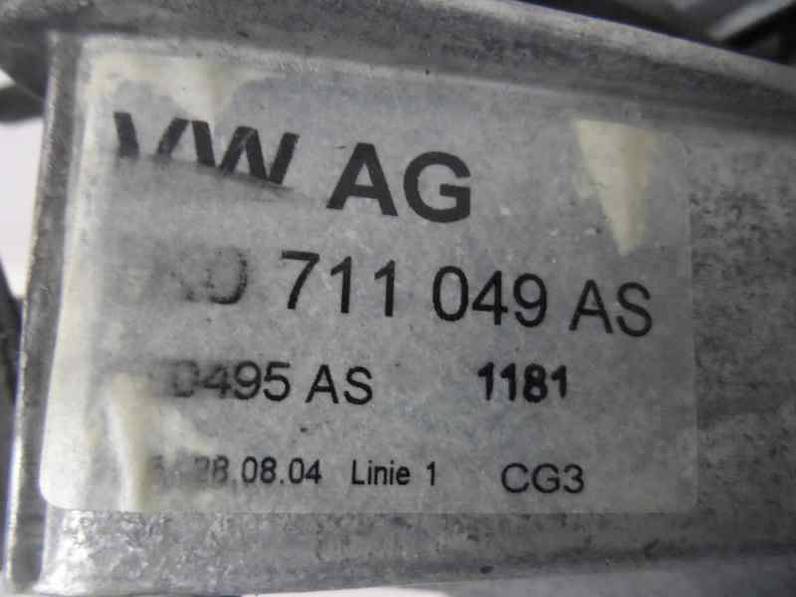 VW AG
711 049 AS
0495 AS 1181
28.08.04 Linie 1 CG3